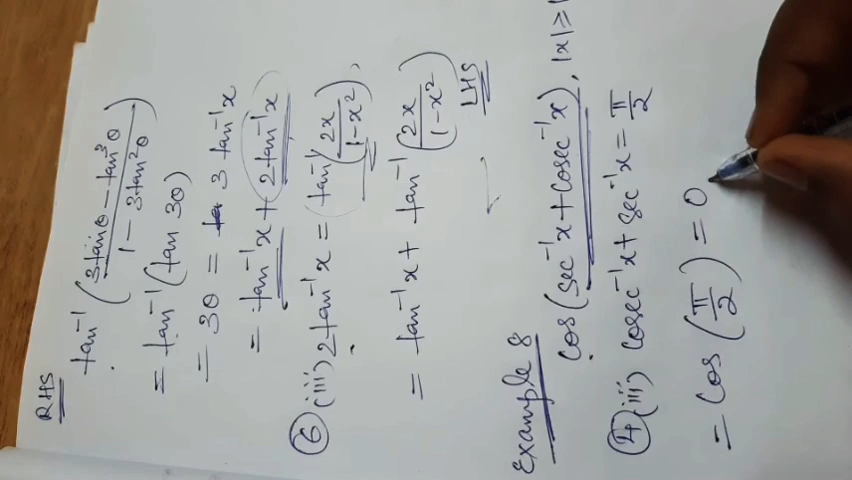 RHS
tan⁻¹ (3tanθ - tan³θ / 1 - 3tan²θ)
= tan⁻¹ (tan 3θ)
= 3θ = 3 tan⁻¹x
= tan⁻¹x + 2tan⁻¹x
⑥ (iii) 2tan⁻¹x = tan⁻¹(2x / 1-x²),
= tan⁻¹x + tan⁻¹(2x / 1-x²)
LHS
Example 8
cos(sec⁻¹x + cosec⁻¹x), |x| ≥ 1
④ (iii) cosec⁻¹x + sec⁻¹x = π/2
= cos (π/2) = 0